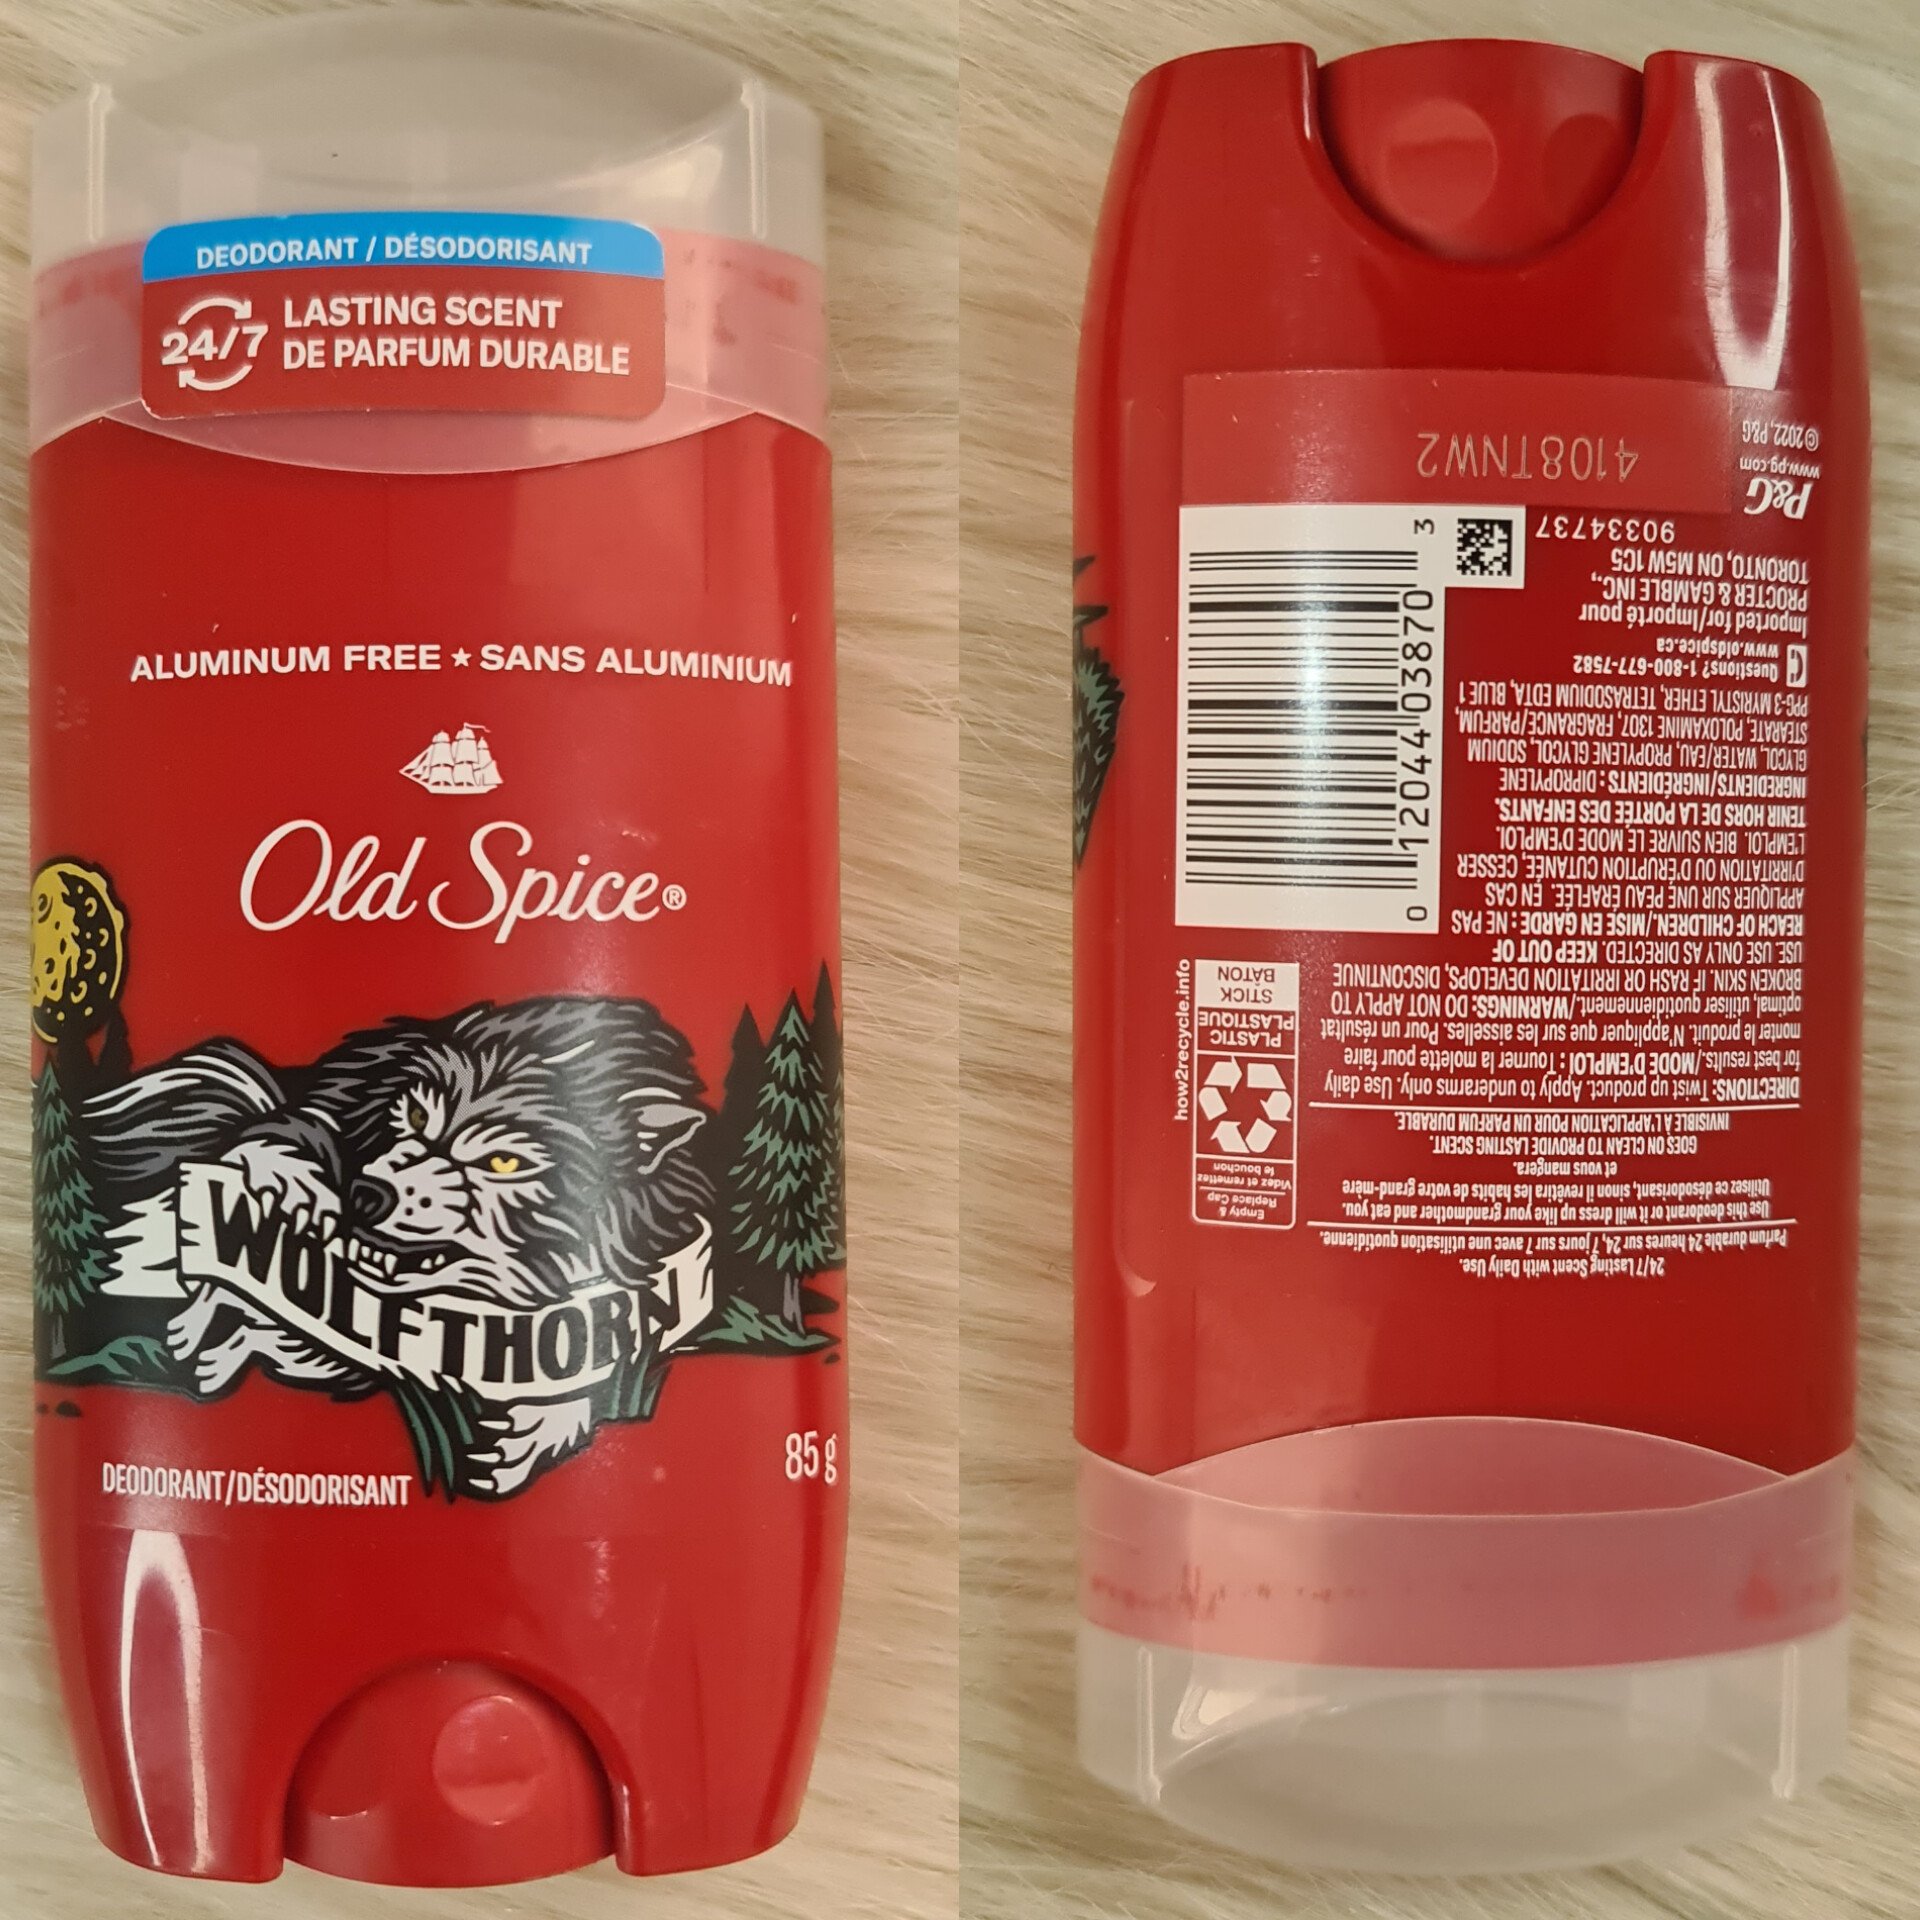 DEODORANT / DÉSODORISANT
24/7 LASTING SCENT
DE PARFUM DURABLE
ALUMINUM FREE ★ SANS ALUMINIUM
Old Spice®
WOLFTHORN
DEODORANT/DÉSODORISANT
85 g
24/7 Lasting Scent with Daily Use.
Parfum durable 24 heures sur 24, 7 jours sur 7 avec une utilisation quotidienne.
Use this deodorant or it will dress up like your grandmother and eat you.
Utilisez ce désodorisant, sinon il revêtira les habits de votre grand-mère
et vous mangera.
GOES ON CLEAN TO PROVIDE LASTING SCENT.
INVISIBLE À L'APPLICATION POUR UN PARFUM DURABLE.
DIRECTIONS: Twist up product. Apply to underarms only. Use daily
for best results./MODE D'EMPLOI : Tourner la molette pour faire
monter le produit. N'appliquer que sur les aisselles. Pour un résultat
optimal, utiliser quotidiennement./WARNINGS: DO NOT APPLY TO
BROKEN SKIN. IF RASH OR IRRITATION DEVELOPS, DISCONTINUE
USE. USE ONLY AS DIRECTED. KEEP OUT OF
REACH OF CHILDREN./MISE EN GARDE : NE PAS
APPLIQUER SUR UNE PEAU ÉRAFLÉE. EN CAS
D'IRRITATION OU D'ÉRUPTION CUTANÉE, CESSER
L'EMPLOI. BIEN SUIVRE LE MODE D'EMPLOI.
TENIR HORS DE LA PORTÉE DES ENFANTS.
INGREDIENTS/INGRÉDIENTS : DIPROPYLENE
GLYCOL, WATER/EAU, PROPYLENE GLYCOL, SODIUM
STEARATE, POLOXAMINE 1307, FRAGRANCE/PARFUM,
PPG-3 MYRISTYL ETHER, TETRASODIUM EDTA, BLUE 1
Questions? 1-800-677-7582
www.oldspice.ca
Imported for/Importé pour
PROCTER & GAMBLE INC.,
TORONTO, ON M5W 1C5
90334737
P&G
www.pg.com
© 2022, P&G
Empty &
Replace Cap
Videz et remettez
le bouchon
PLASTIC
PLASTIQUE
STICK
BÂTON
how2recycle.info
0 12044 03870 3
4108TNW2